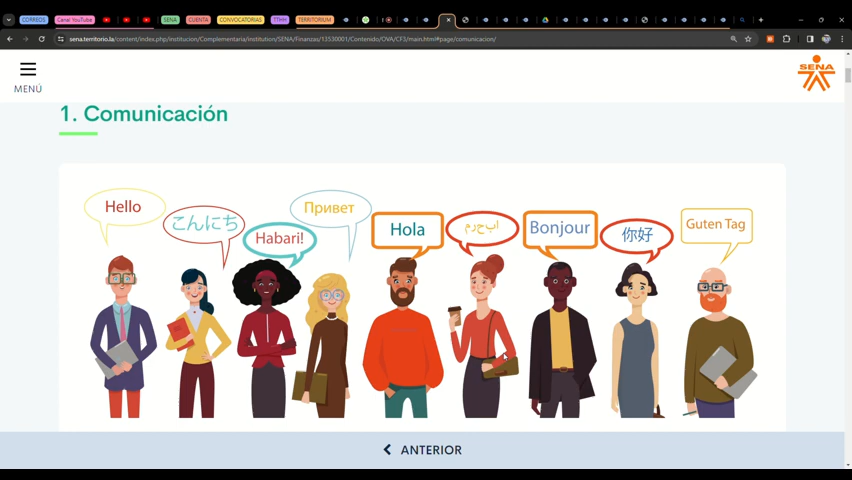 CORREOS
Canal YouTube
SENA
CUENTA
CONVOCATORIAS
TTHH
TERRITORIUM
sena.territorio.la/content/index.php/institucion/Complementaria/institution/SENA/Finanzas/13530001/Contenido/OVA/CF3/main.html#page/comunicacion/
MENÚ
SENA
1. Comunicación
Hello
こんにち
Habari!
Привет
Hola
ابحرم
Bonjour
你好
Guten Tag
ANTERIOR